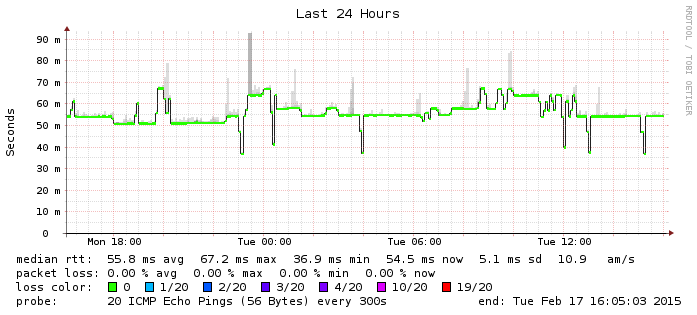 Last 24 Hours
RRDTOOL / TOBI OETIKER
Seconds
90 m
80 m
70 m
60 m
50 m
40 m
30 m
20 m
10 m
0
Mon 18:00 Tue 00:00 Tue 06:00 Tue 12:00
median rtt: 55.8 ms avg 67.2 ms max 36.9 ms min 54.5 ms now 5.1 ms sd 10.9 am/s
packet loss: 0.00 % avg 0.00 % max 0.00 % min 0.00 % now
loss color: 0 1/20 2/20 3/20 4/20 10/20 19/20
probe: 20 ICMP Echo Pings (56 Bytes) every 300s end: Tue Feb 17 16:05:03 2015